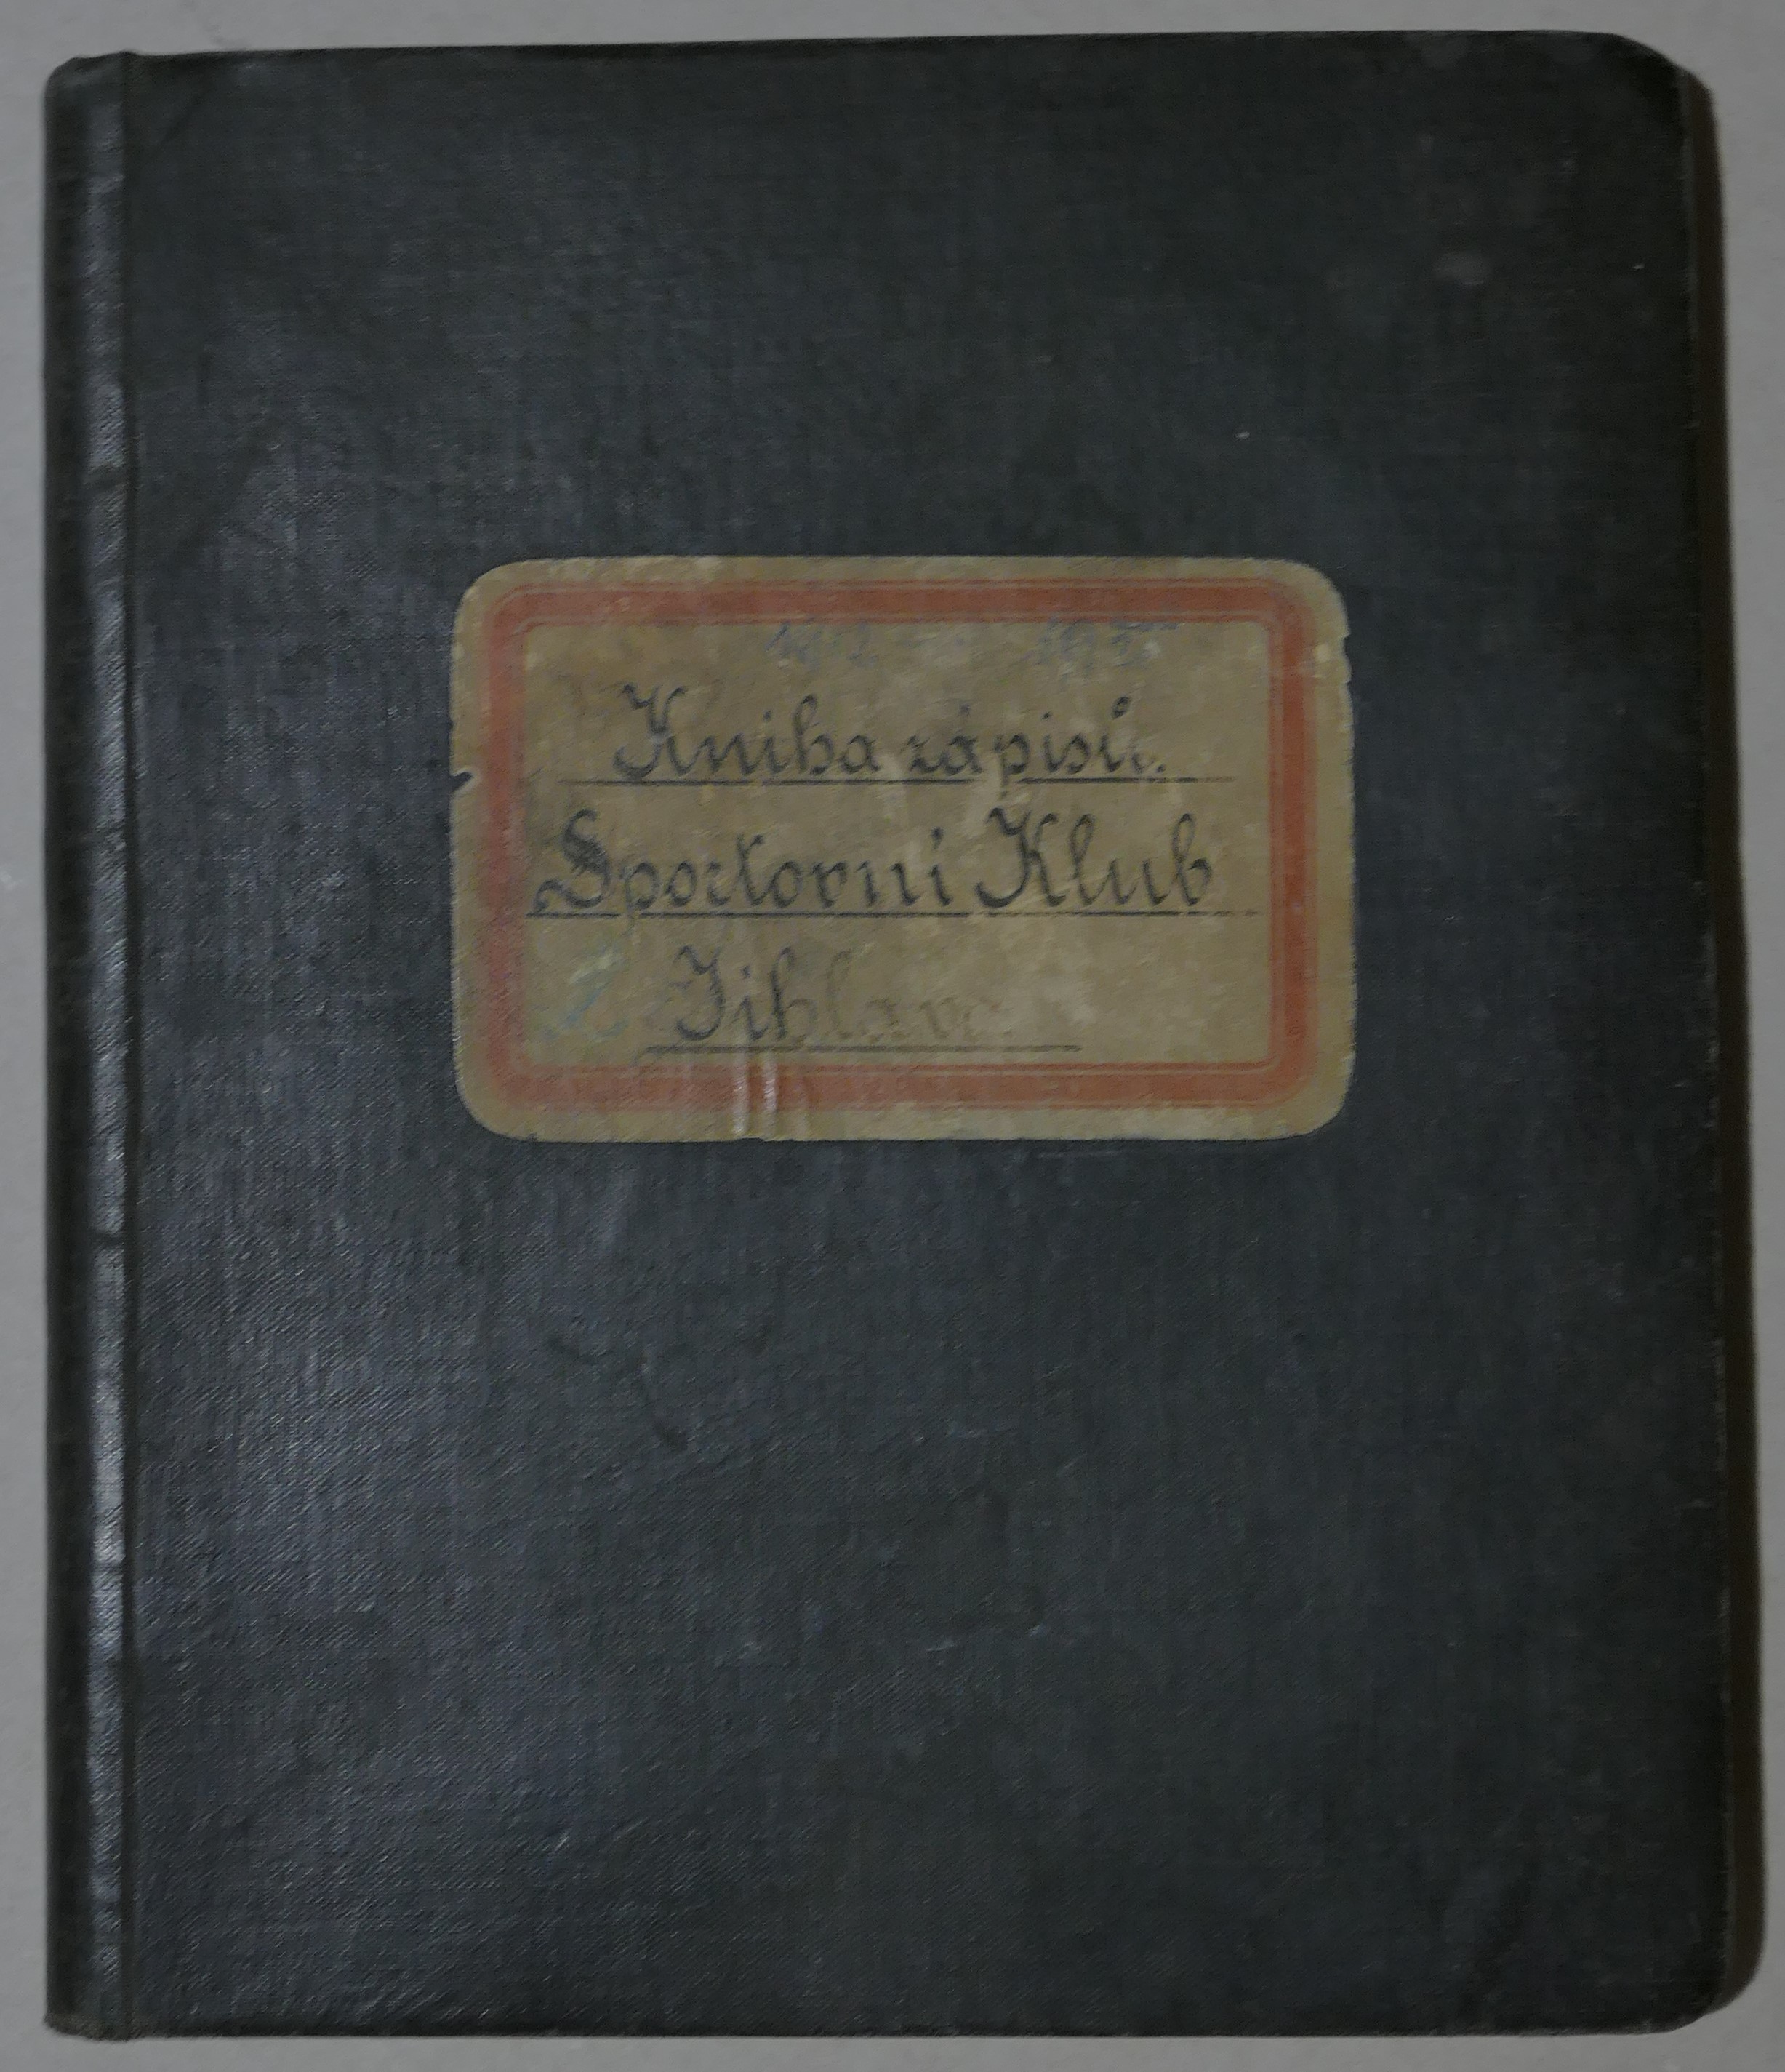 Kniha zápisů.
Sportovní Klub
Jihlava